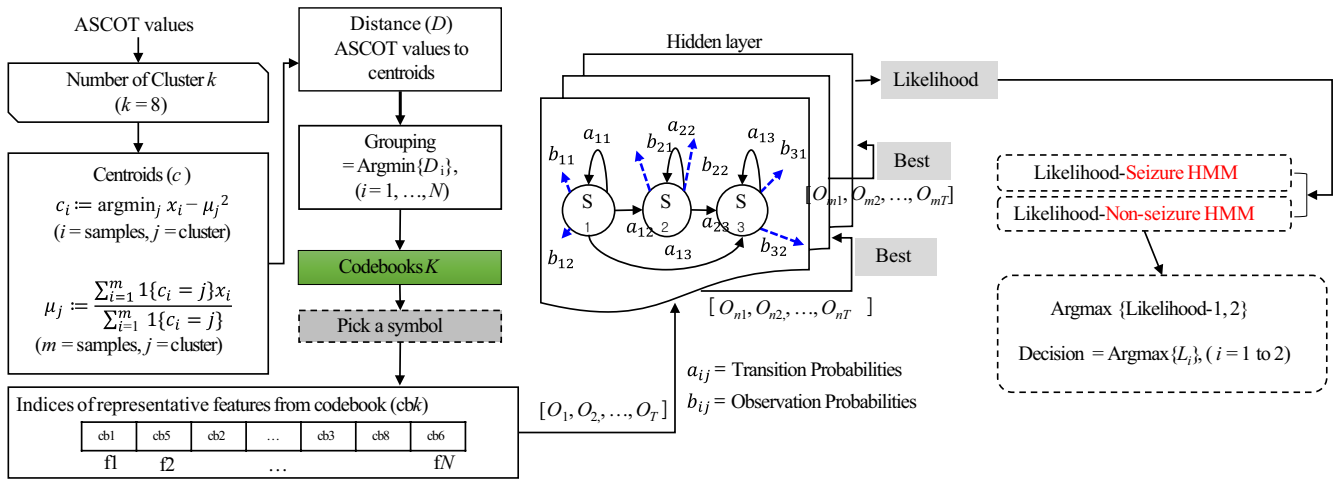 ASCOT values
Number of Cluster k
(k = 8)
Centroids (c )
c_i ≔ argmin_j x_i − μ_j²
(i = samples, j = cluster)
μ_j ≔ ∑_{i=1}^{m} 1{c_i = j}x_i / ∑_{i=1}^{m} 1{c_i = j}
(m = samples, j = cluster)
Distance (D)
ASCOT values to
centroids
Grouping
= Argmin{D_i},
(i = 1, …, N)
Codebooks K
Pick a symbol
Indices of representative features from codebook (cbk)
cb1 cb5 cb2 … cb3 cb8 cb6
f1 f2 … fN
[O_1, O_2, …, O_T]
Hidden layer
a_11 a_22 a_13
b_11 b_21 b_22 b_31
S S S
1 2 3
a_12 a_23
b_12 a_13 b_32
[O_m1, O_m2, …, O_mT]
[O_n1, O_n2, …, O_nT]
Best
Best
a_ij = Transition Probabilities
b_ij = Observation Probabilities
Likelihood
Likelihood-Seizure HMM
Likelihood-Non-seizure HMM
Argmax {Likelihood-1, 2}
Decision = Argmax{L_i}, ( i = 1 to 2)